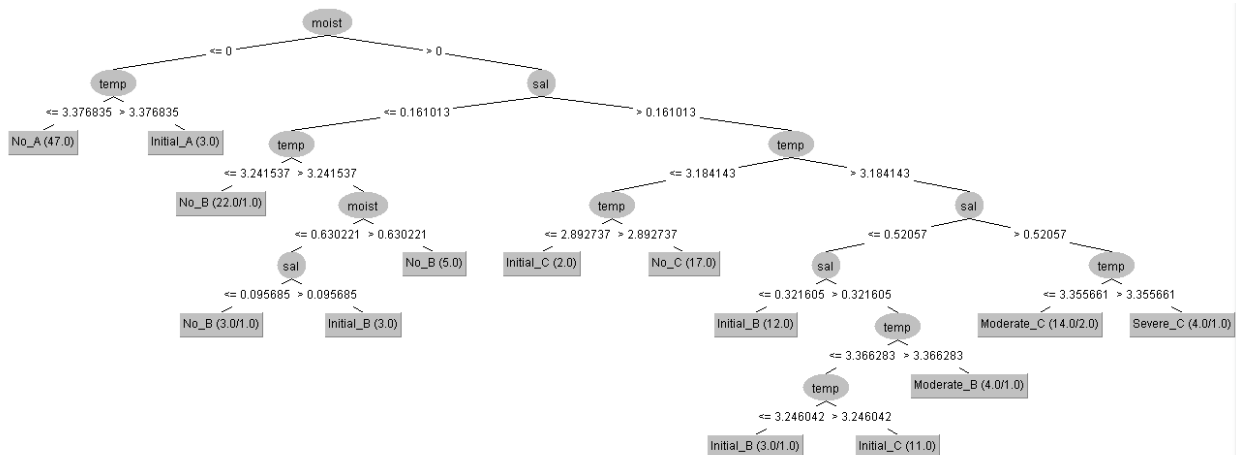 moist
<= 0 > 0
temp sal
<= 3.376835 > 3.376835 <= 0.161013 > 0.161013
No_A (47.0) Initial_A (3.0) temp temp
<= 3.241537 > 3.241537 <= 3.184143 > 3.184143
No_B (22.0/1.0) moist temp sal
<= 0.630221 > 0.630221 <= 2.892737 > 2.892737 <= 0.52057 > 0.52057
sal No_B (5.0) Initial_C (2.0) No_C (17.0) sal temp
<= 0.095685 > 0.095685 <= 0.321605 > 0.321605 <= 3.355661 > 3.355661
No_B (3.0/1.0) Initial_B (3.0) Initial_B (12.0) temp Moderate_C (14.0/2.0) Severe_C (4.0/1.0)
<= 3.366283 > 3.366283
temp Moderate_B (4.0/1.0)
<= 3.246042 > 3.246042
Initial_B (3.0/1.0) Initial_C (11.0)